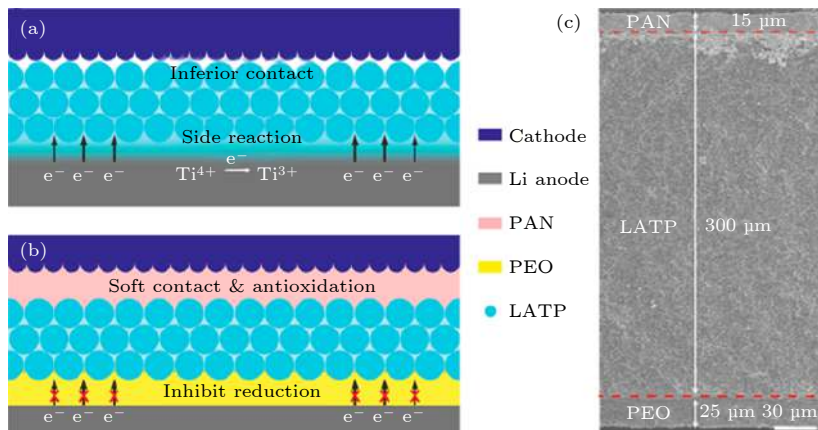 (a)
Inferior contact
Side reaction
e⁻
e⁻ e⁻ e⁻ Ti⁴⁺ Ti³⁺ e⁻ e⁻ e⁻
(b)
Soft contact & antioxidation
Inhibit reduction
e⁻ e⁻ e⁻ e⁻ e⁻ e⁻
Cathode
Li anode
PAN
PEO
LATP
(c)
PAN 15 µm
LATP 300 µm
PEO 25 µm 30 µm